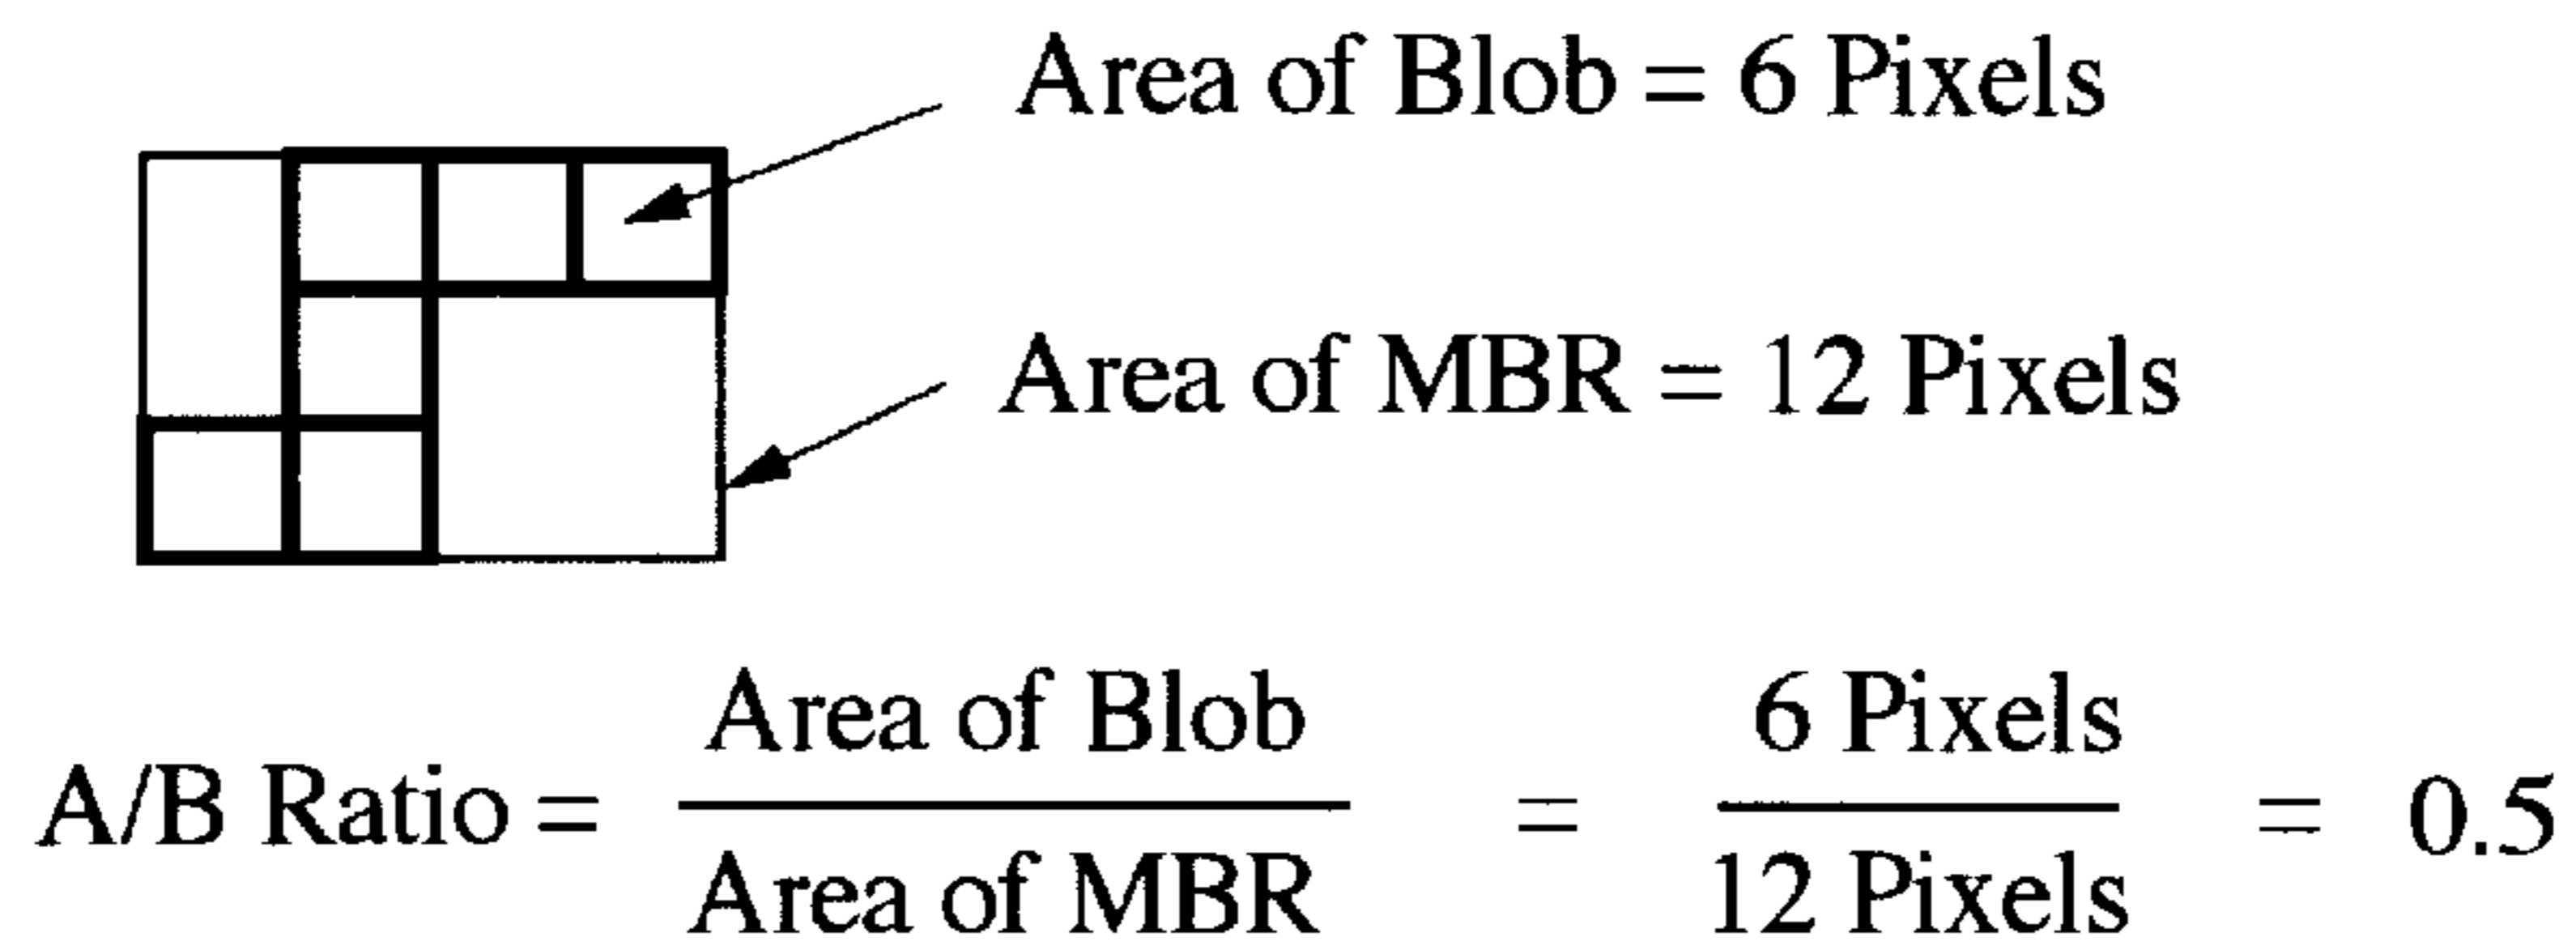 Area of Blob = 6 Pixels
Area of MBR = 12 Pixels
A/B Ratio = Area of Blob / Area of MBR = 6 Pixels / 12 Pixels = 0.5